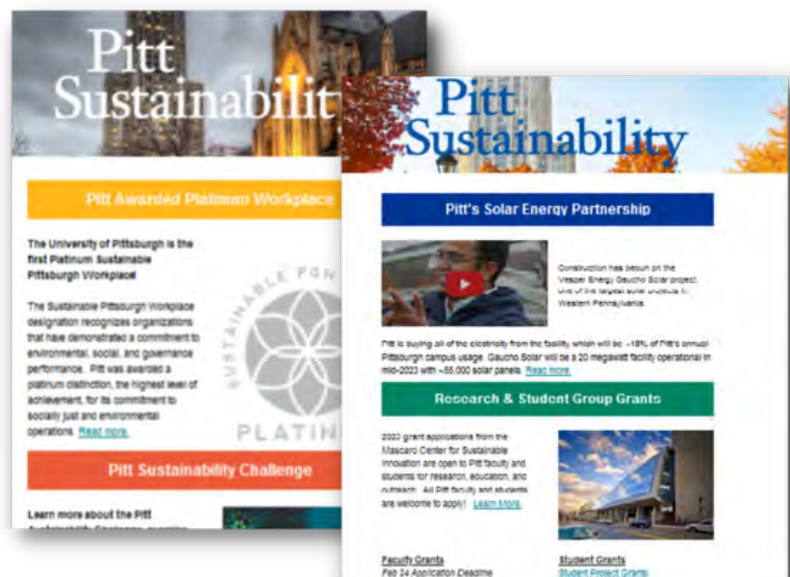 Pitt
Sustainabilit
Pitt Awarded Platinum Workplace
The University of Pittsburgh is the
first Platinum Sustainable
Pittsburgh Workplace!
The Sustainable Pittsburgh Workplace
designation recognizes organizations
that have demonstrated a commitment to
environmental, social, and governance
performance. Pitt was awarded a
platinum distinction, the highest level of
achievement, for its commitment to
socially just and environmental
operations. Read more.
SUSTAINABLE PGH
PLATIN
Pitt Sustainability Challenge
Learn more about the Pitt
Pitt
Sustainability
Pitt's Solar Energy Partnership
Construction has begun on the
Vesper Energy Gaucho Solar project,
one of the largest solar projects in
Western Pennsylvania.
Pitt is buying all of the electricity from the facility, which will be ~18% of Pitt's annual
Pittsburgh campus usage. Gaucho Solar will be a 20 megawatt facility operational in
mid-2023 with ~55,000 solar panels. Read more.
Research & Student Group Grants
2023 grant applications from the
Mascaro Center for Sustainable
Innovation are open to Pitt faculty and
students for research, education, and
outreach. All Pitt faculty and students
are welcome to apply! Learn More.
Faculty Grants
Feb 24 Application Deadline
Student Grants
Student Project Grants